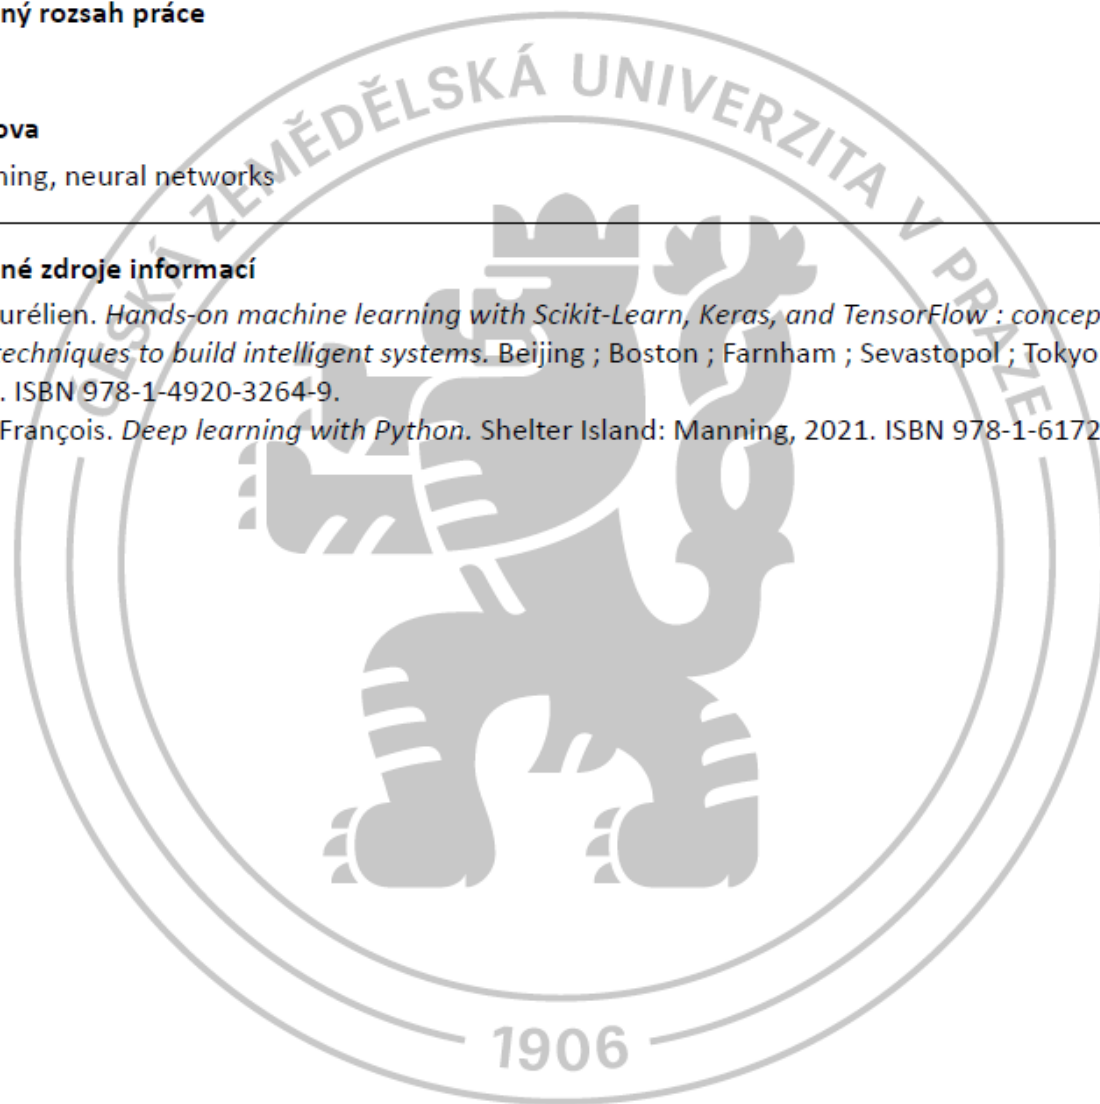 ný rozsah práce
ova
ning, neural networks
né zdroje informací
urélien. Hands-on machine learning with Scikit-Learn, Keras, and TensorFlow : concep
techniques to build intelligent systems. Beijing ; Boston ; Farnham ; Sevastopol ; Tokyo
. ISBN 978-1-4920-3264-9.
François. Deep learning with Python. Shelter Island: Manning, 2021. ISBN 978-1-6172
ČESKÁ ZEMĚDĚLSKÁ UNIVERZITA V PRAZE
1906